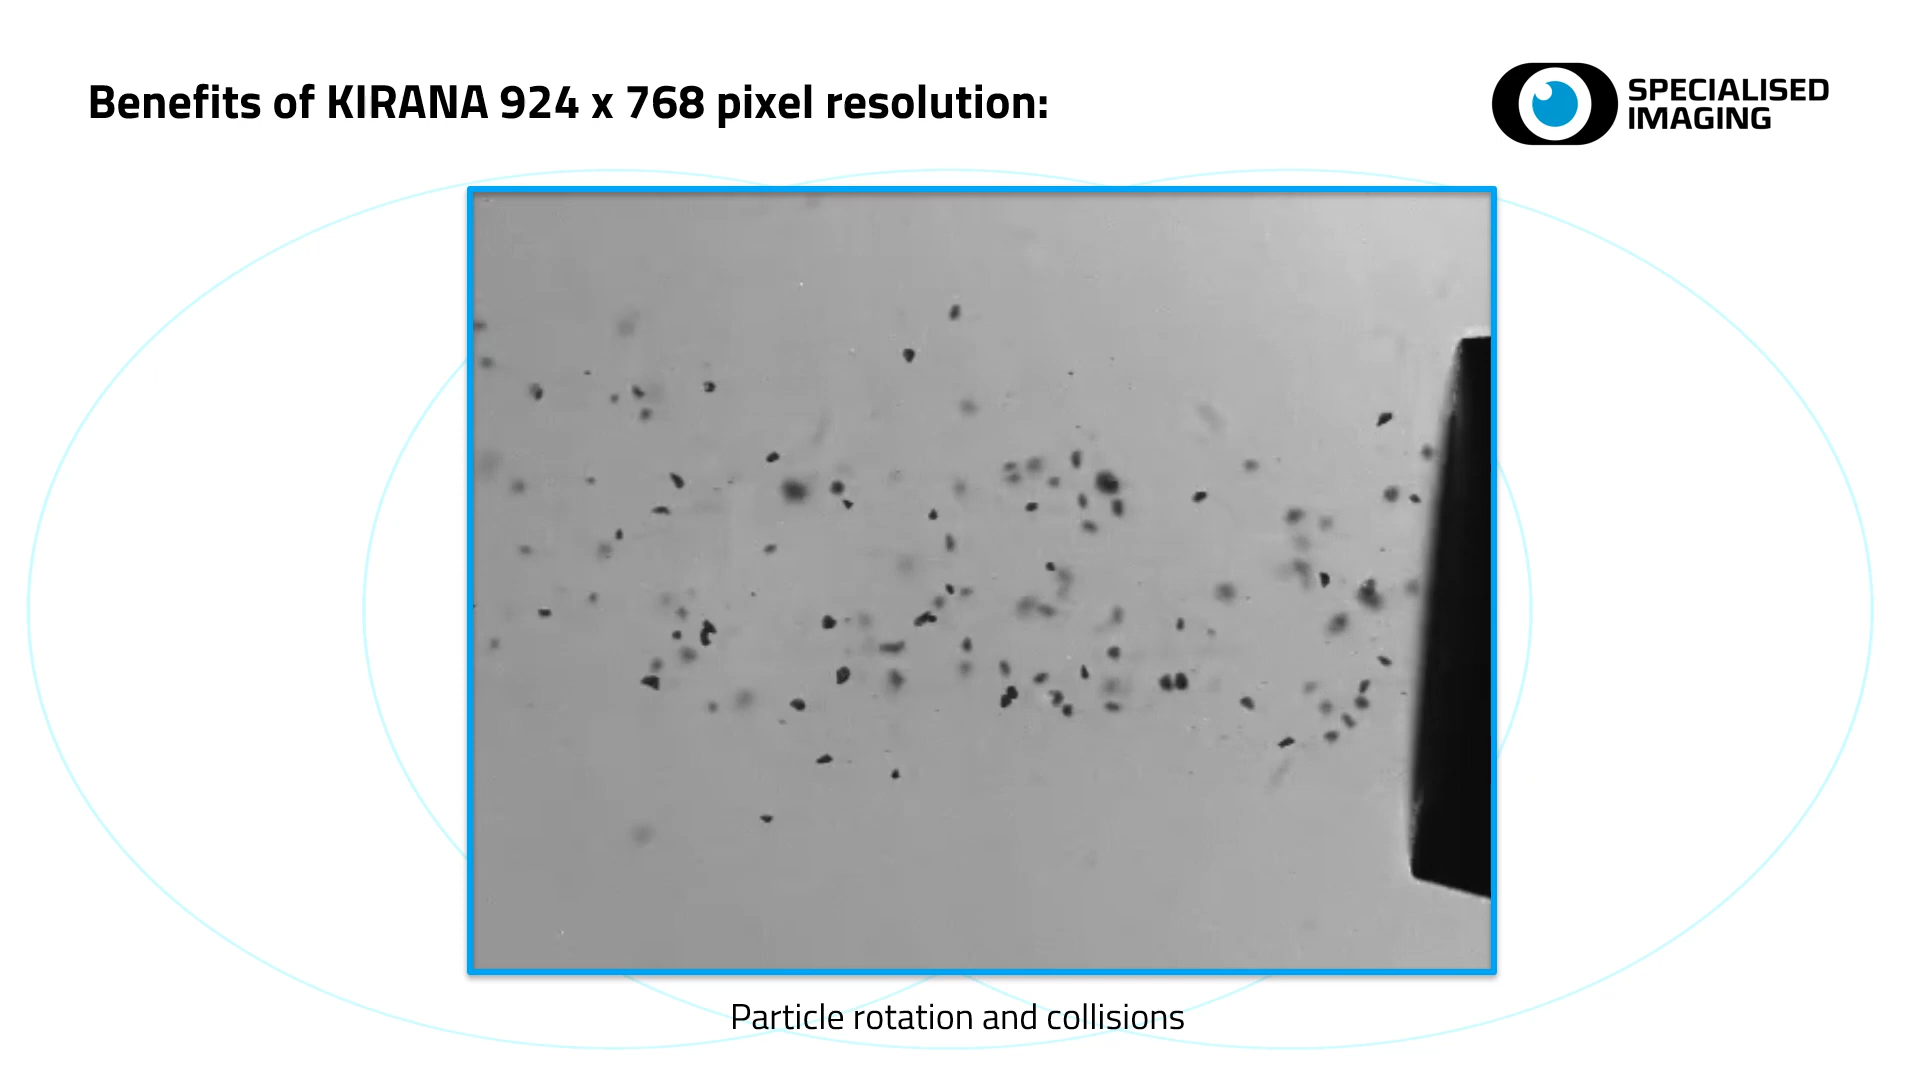 Benefits of KIRANA 924 x 768 pixel resolution:
SPECIALISED
IMAGING
Particle rotation and collisions